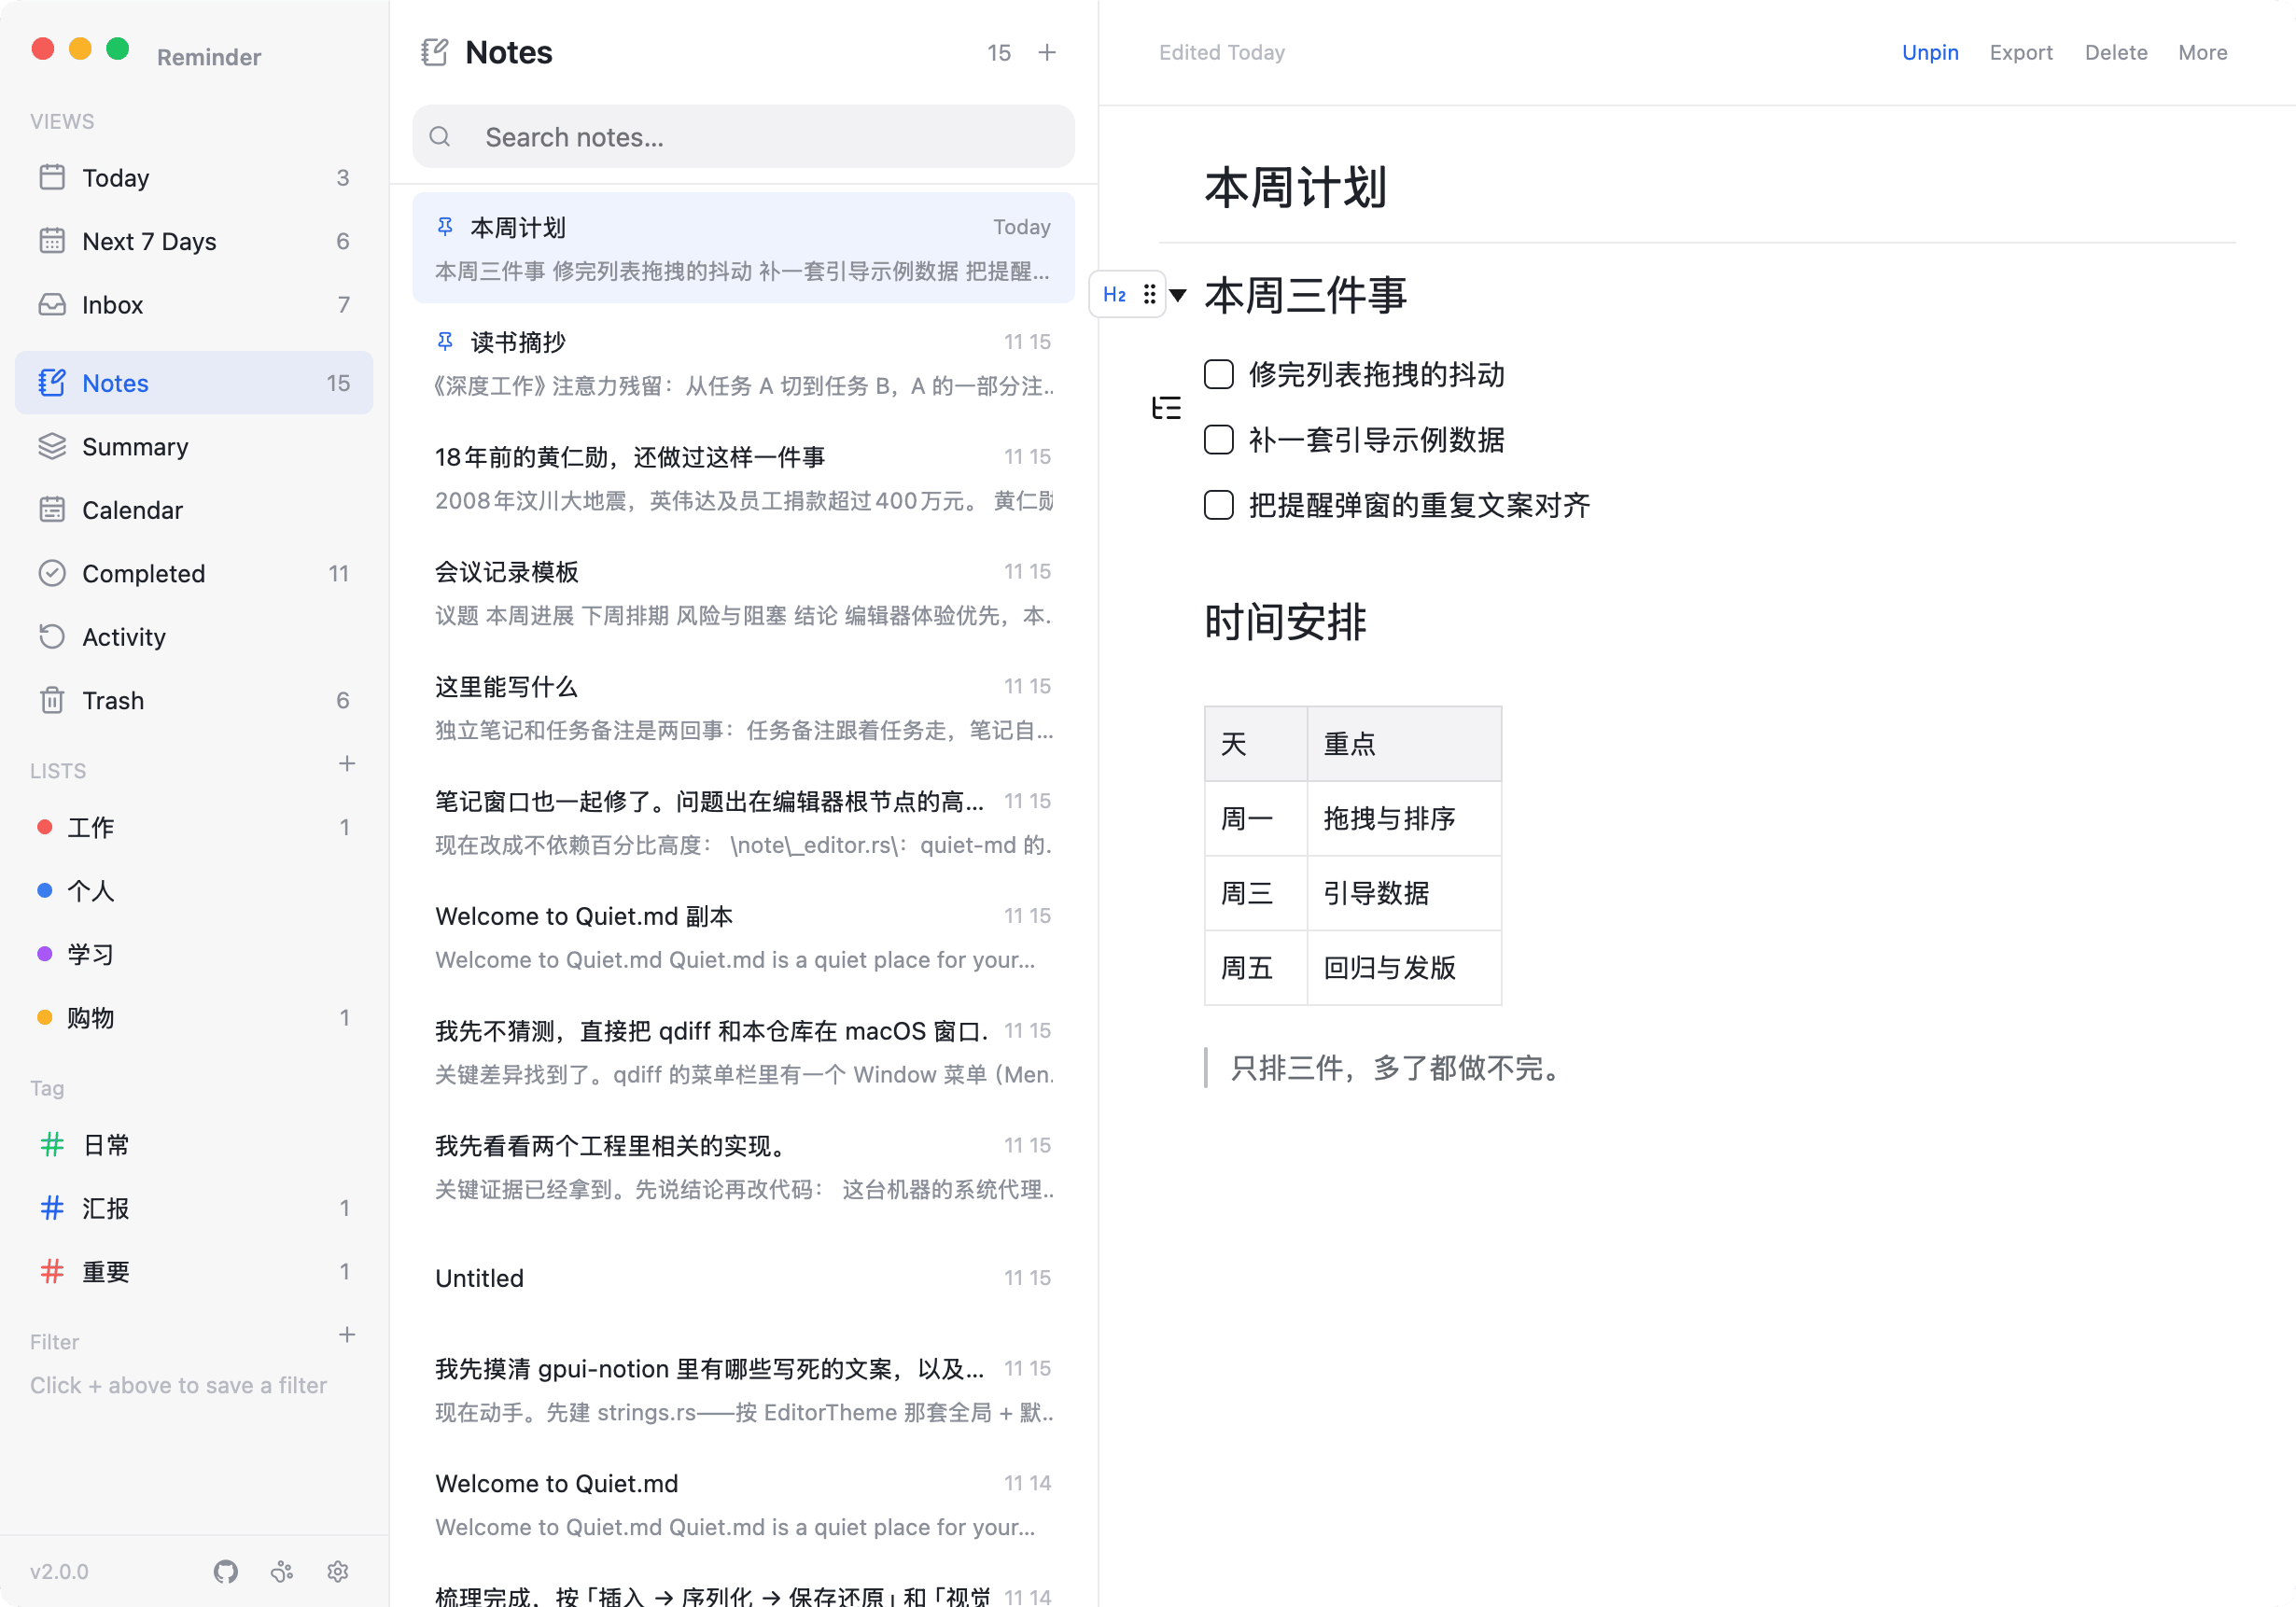 Reminder
VIEWS
Today 3
Next 7 Days 6
Inbox 7
Notes 15
Summary
Calendar
Completed 11
Activity
Trash 6
LISTS +
工作 1
个人
学习
购物 1
Tag
# 日常
# 汇报 1
# 重要 1
Filter +
Click + above to save a filter
v2.0.0
Notes 15 +
Search notes...
本周计划 Today
本周三件事 修完列表拖拽的抖动 补一套引导示例数据 把提醒...
读书摘抄 11 15
《深度工作》注意力残留：从任务 A 切到任务 B，A 的一部分注..
18年前的黄仁勋，还做过这样一件事 11 15
2008年汶川大地震，英伟达及员工捐款超过400万元。 黄仁勋
会议记录模板 11 15
议题 本周进展 下周排期 风险与阻塞 结论 编辑器体验优先，本.
这里能写什么 11 15
独立笔记和任务备注是两回事：任务备注跟着任务走，笔记自...
笔记窗口也一起修了。问题出在编辑器根节点的高... 11 15
现在改成不依赖百分比高度： \note\_editor.rs\：quiet-md 的.
Welcome to Quiet.md 副本 11 15
Welcome to Quiet.md Quiet.md is a quiet place for your...
我先不猜测，直接把 qdiff 和本仓库在 macOS 窗口. 11 15
关键差异找到了。qdiff 的菜单栏里有一个 Window 菜单（Men.
我先看看两个工程里相关的实现。 11 15
关键证据已经拿到。先说结论再改代码： 这台机器的系统代理..
Untitled 11 15
我先摸清 gpui-notion 里有哪些写死的文案，以及... 11 15
现在动手。先建 strings.rs——按 EditorTheme 那套全局 + 默..
Welcome to Quiet.md 11 14
Welcome to Quiet.md Quiet.md is a quiet place for your...
梳理完成，按「插入 → 序列化 → 保存还原」和「视觉 11 14
Edited Today
Unpin Export Delete More
本周计划
H2 本周三件事
修完列表拖拽的抖动
补一套引导示例数据
把提醒弹窗的重复文案对齐
时间安排
天 重点
周一 拖拽与排序
周三 引导数据
周五 回归与发版
只排三件，多了都做不完。